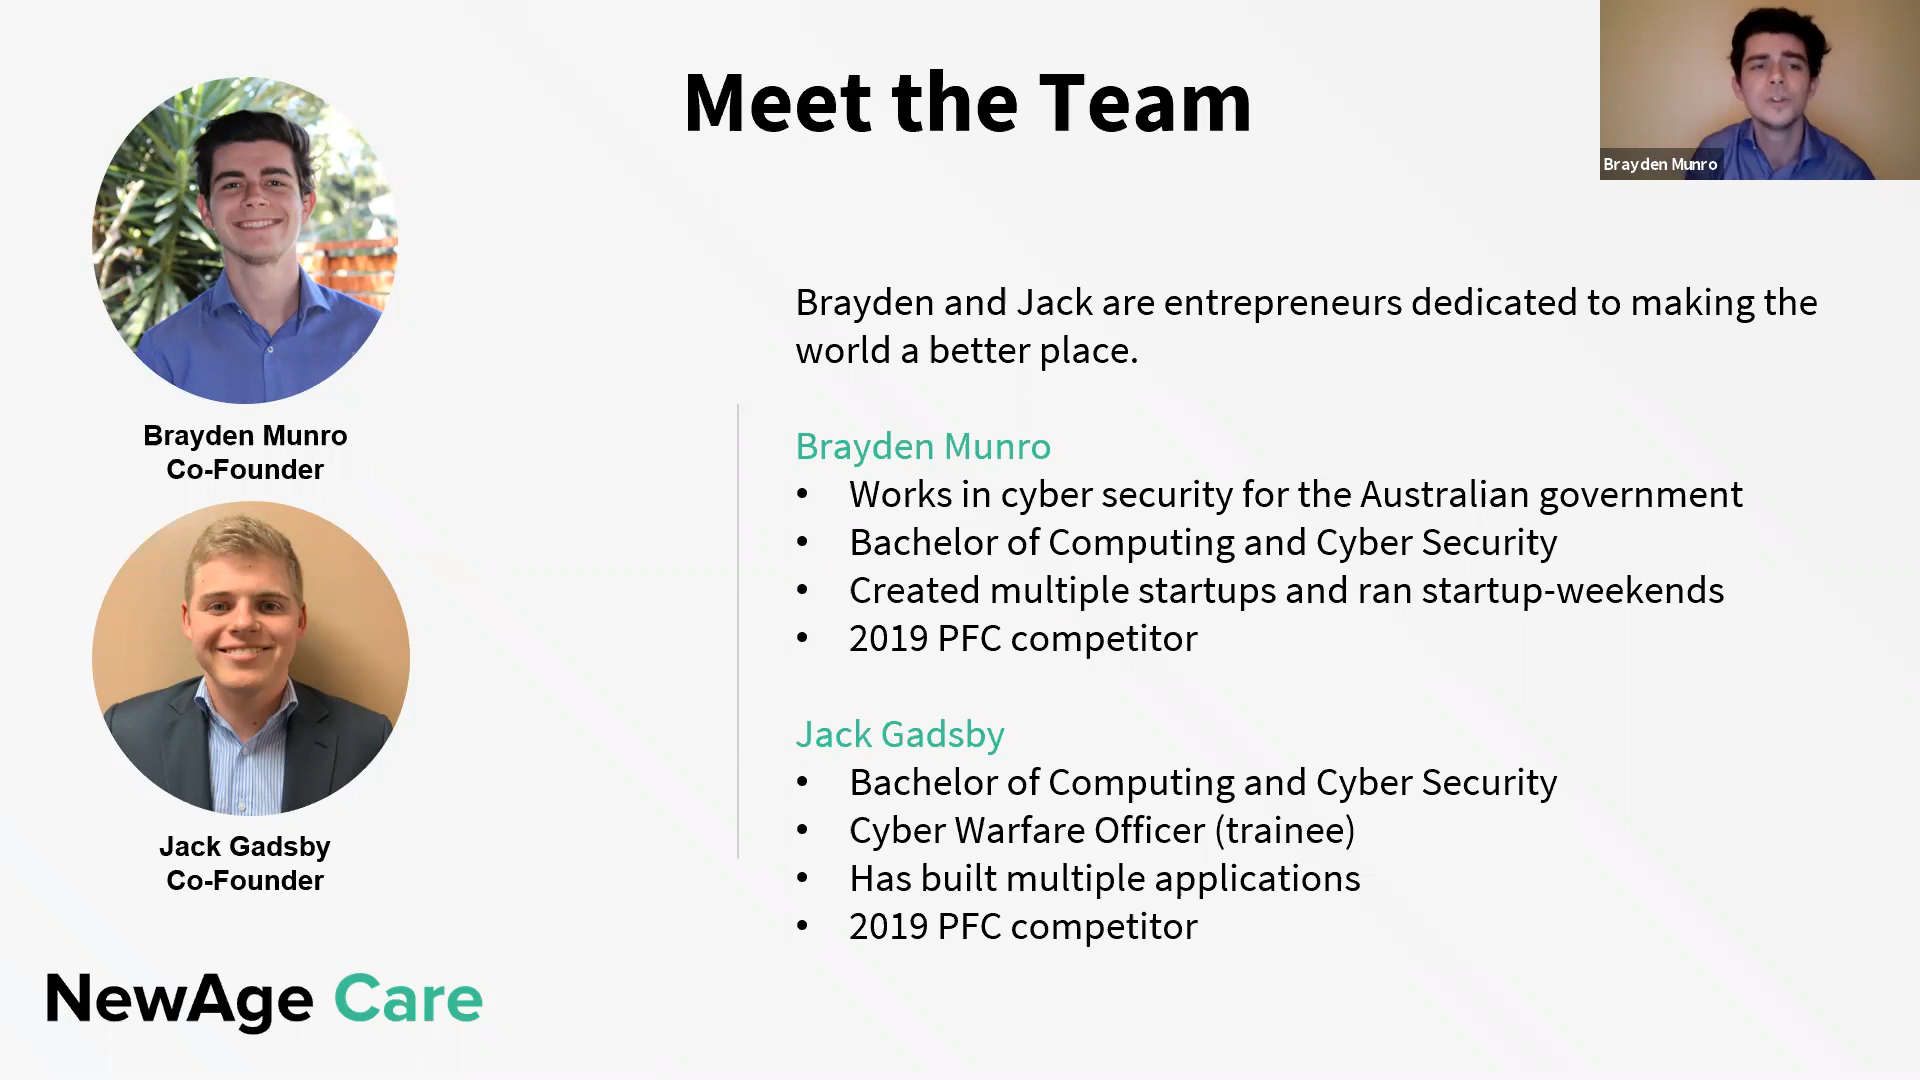 Meet the Team
Brayden Munro
Brayden Munro
Co-Founder
Jack Gadsby
Co-Founder
Brayden and Jack are entrepreneurs dedicated to making the
world a better place.
Brayden Munro
• Works in cyber security for the Australian government
• Bachelor of Computing and Cyber Security
• Created multiple startups and ran startup-weekends
• 2019 PFC competitor
Jack Gadsby
• Bachelor of Computing and Cyber Security
• Cyber Warfare Officer (trainee)
• Has built multiple applications
• 2019 PFC competitor
NewAge Care